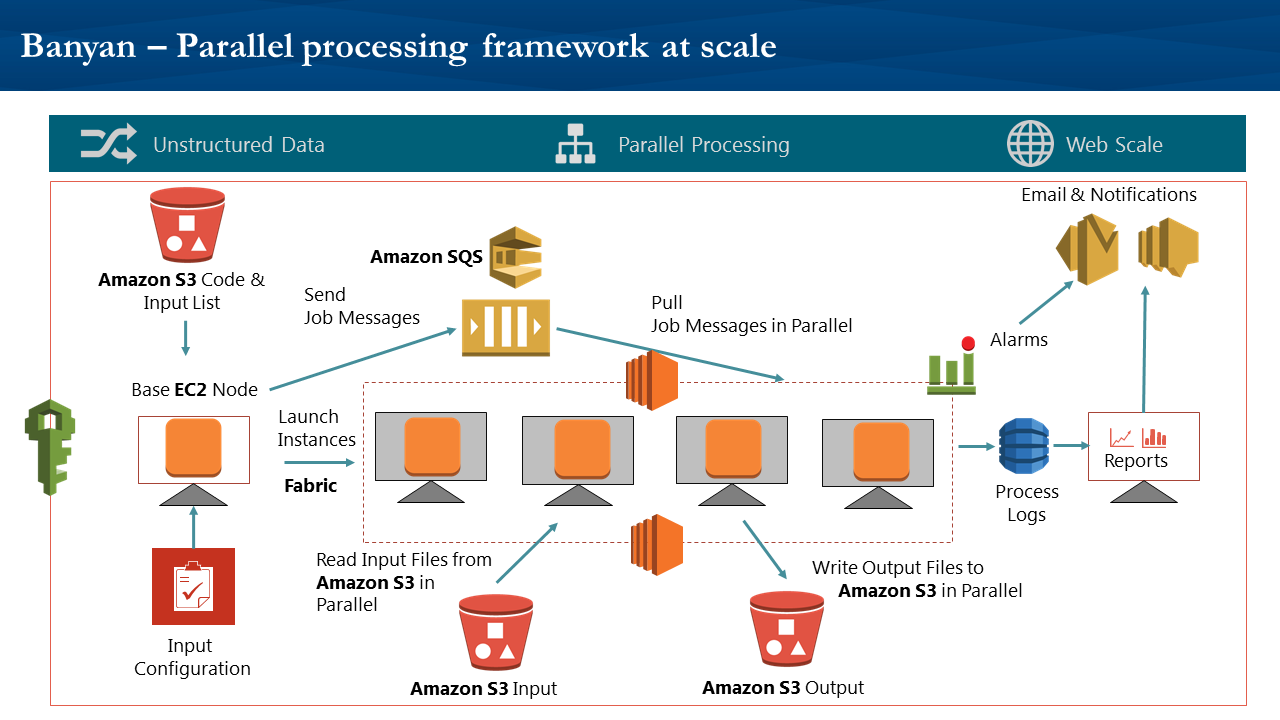 Banyan – Parallel processing framework at scale
Unstructured Data
Parallel Processing
Web Scale
Email & Notifications
Amazon SQS
Amazon S3 Code &
Input List
Send
Job Messages
Pull
Job Messages in Parallel
Alarms
Base EC2 Node
Launch
Instances
Fabric
Reports
Process
Logs
Read Input Files from
Amazon S3 in
Parallel
Write Output Files to
Amazon S3 in Parallel
Input
Configuration
Amazon S3 Input
Amazon S3 Output